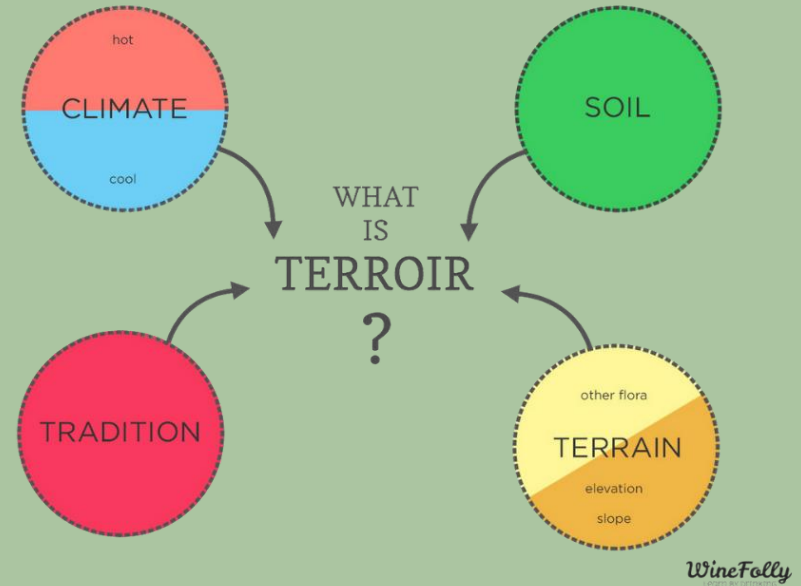 hot
CLIMATE
cool
SOIL
WHAT
IS
TERROIR
?
TRADITION
other flora
TERRAIN
elevation
slope
WineFolly